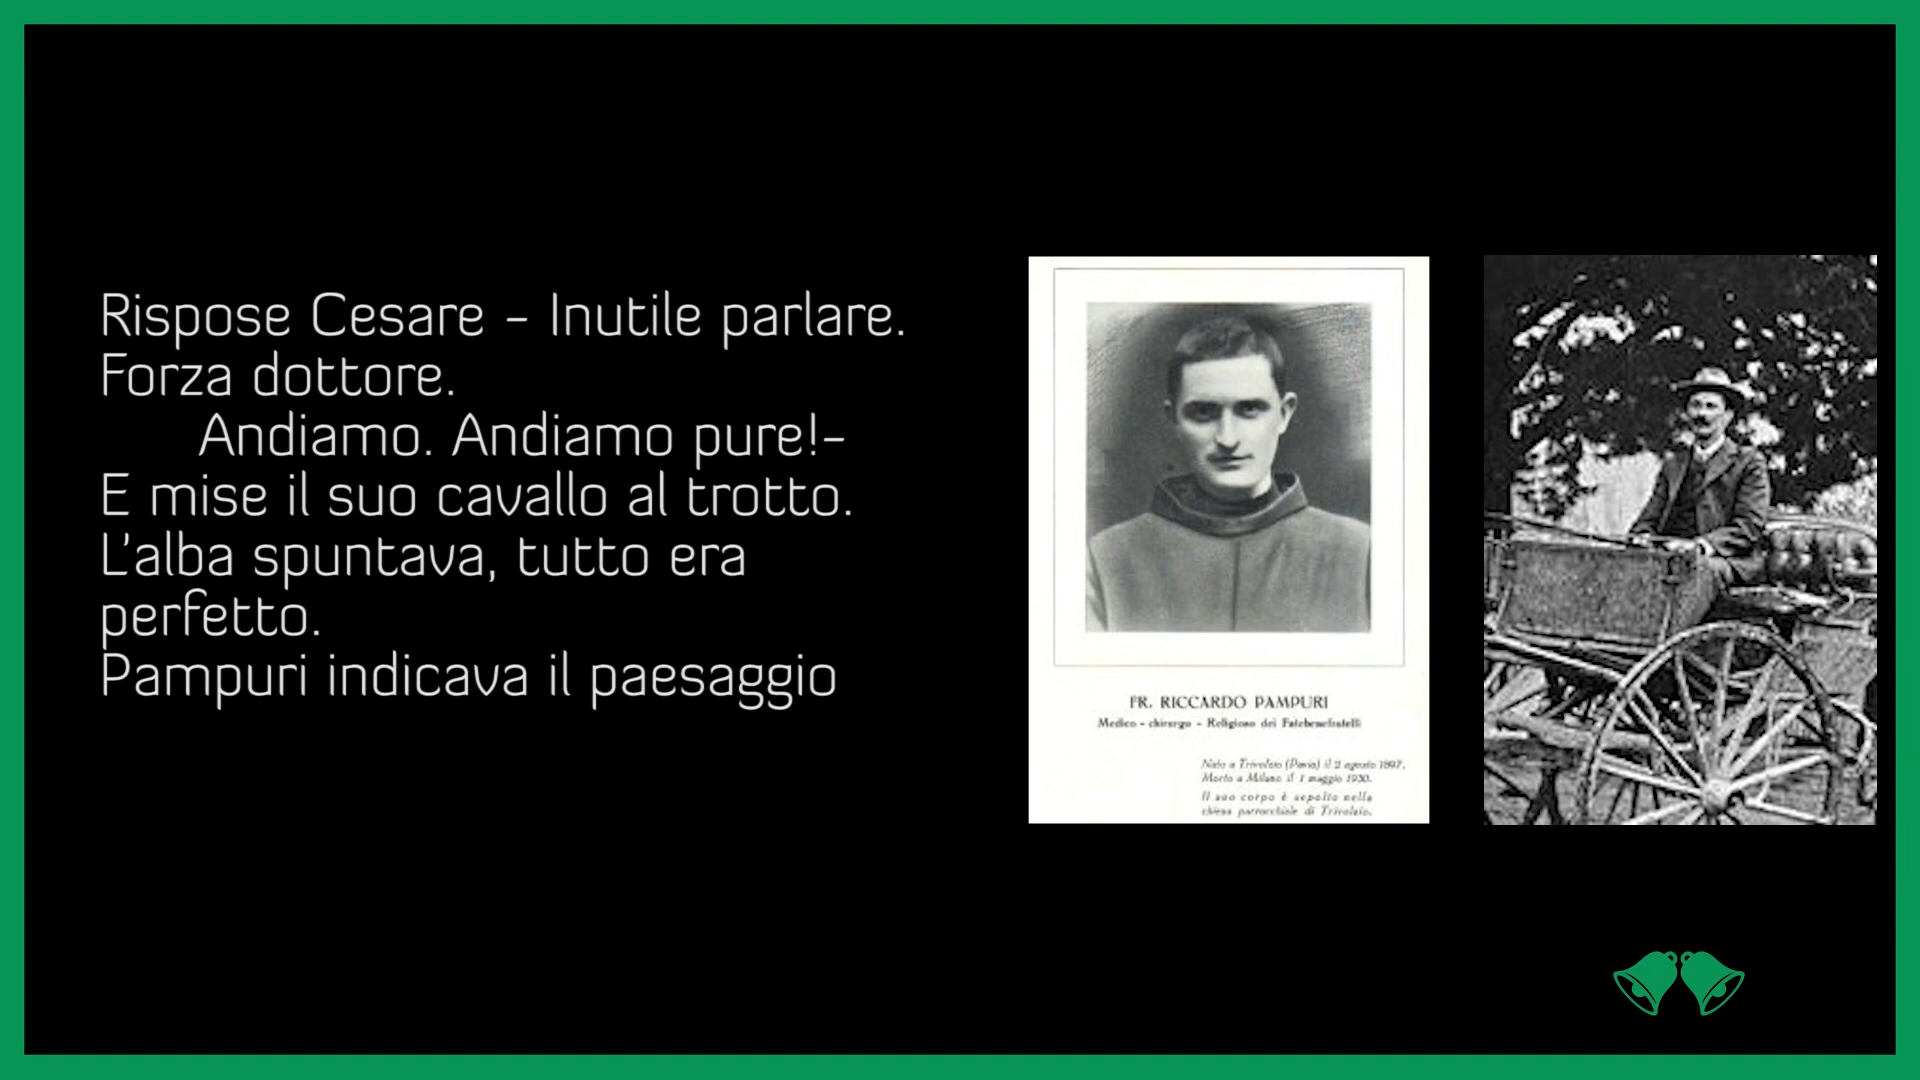 Rispose Cesare - Inutile parlare.
Forza dottore.
Andiamo. Andiamo pure!-
E mise il suo cavallo al trotto.
L'alba spuntava, tutto era
perfetto.
Pampuri indicava il paesaggio
FR. RICCARDO PAMPURI
Medico - chirurgo - Religioso dei Fatebenefratelli
Nato a Trivolzio (Pavia) il 2 agosto 1897,
Morto a Milano il 1 maggio 1930.
Il suo corpo è sepolto nella
chiesa parrocchiale di Trivolzio.